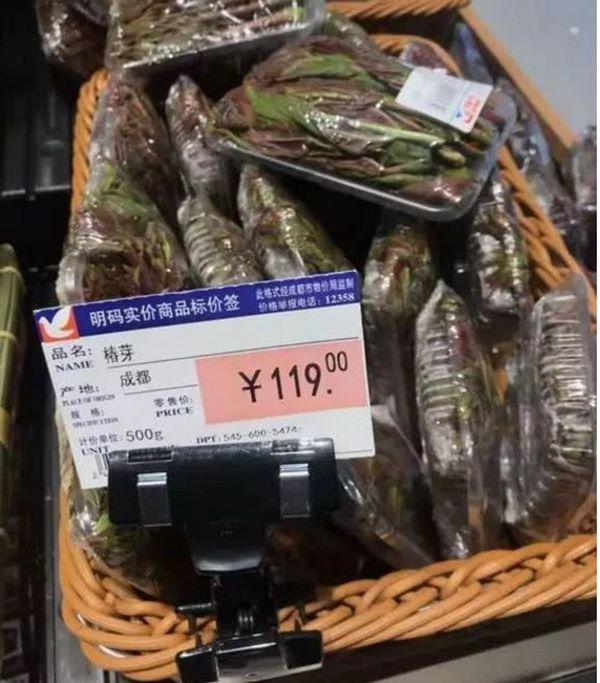 明码实价商品标价签
此格式经成都市物价局监制
价格举报电话：12358
品名：椿芽
NAME
产地：成都
PLACE OF ORIGIN
规格：
SPECIFICATION
零售价：
PRICE
¥119.00
计价单位：500g
UNIT
DPT: 545-600-5474-